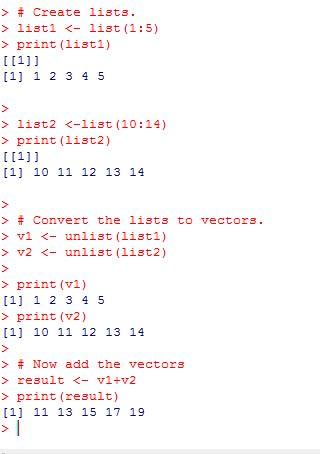 > # Create lists.
> list1 <- list(1:5)
> print(list1)
[[1]]
[1] 1 2 3 4 5

>
> list2 <-list(10:14)
> print(list2)
[[1]]
[1] 10 11 12 13 14

>
> # Convert the lists to vectors.
> v1 <- unlist(list1)
> v2 <- unlist(list2)
>
> print(v1)
[1] 1 2 3 4 5
> print(v2)
[1] 10 11 12 13 14
>
> # Now add the vectors
> result <- v1+v2
> print(result)
[1] 11 13 15 17 19
>